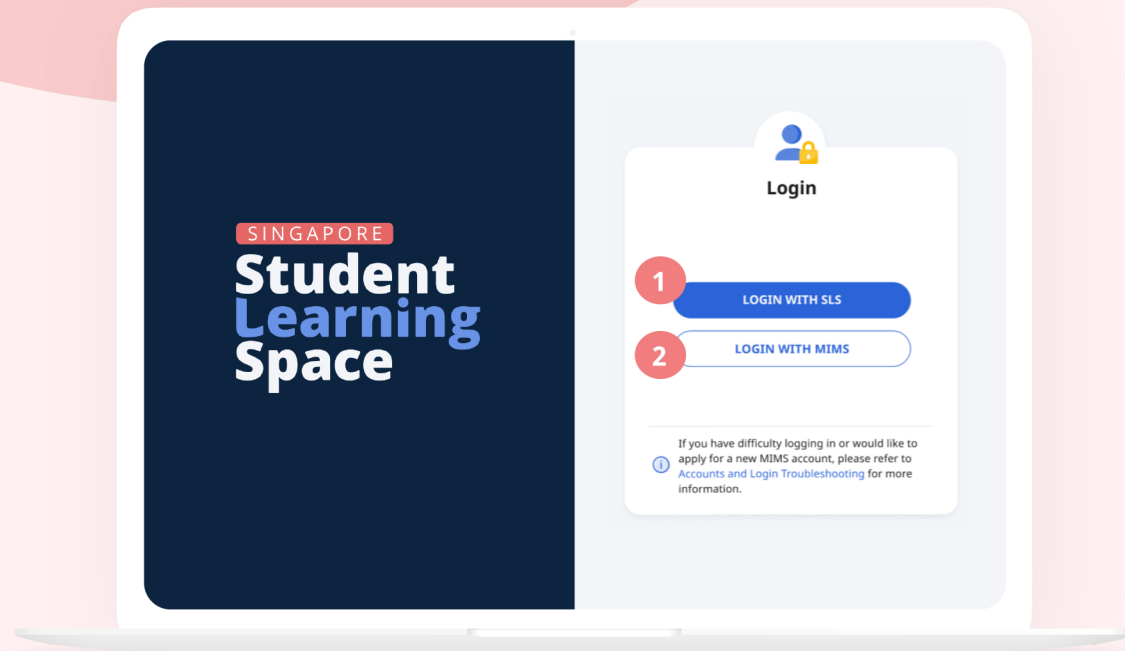 SINGAPORE
Student
Learning
Space
Login
1
LOGIN WITH SLS
2
LOGIN WITH MIMS
If you have difficulty logging in or would like to
apply for a new MIMS account, please refer to
Accounts and Login Troubleshooting for more
information.